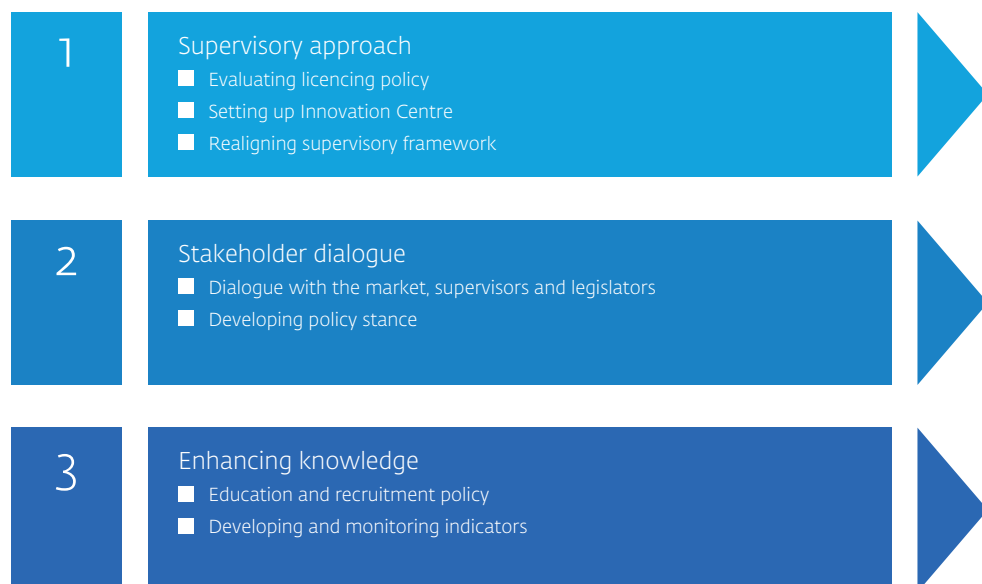 1
Supervisory approach
Evaluating licencing policy
Setting up Innovation Centre
Realigning supervisory framework
2
Stakeholder dialogue
Dialogue with the market, supervisors and legislators
Developing policy stance
3
Enhancing knowledge
Education and recruitment policy
Developing and monitoring indicators